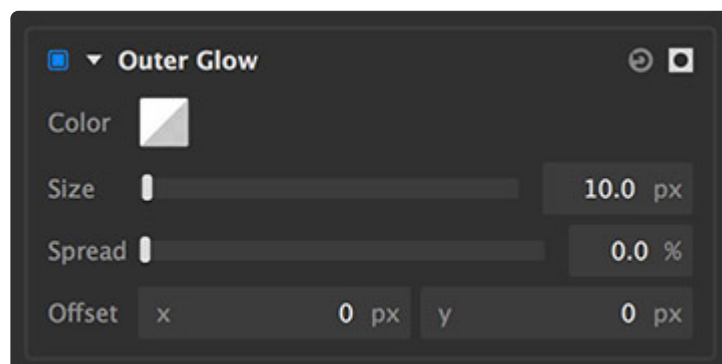 Outer Glow
Color
Size 10.0 px
Spread 0.0 %
Offset x 0 px y 0 px